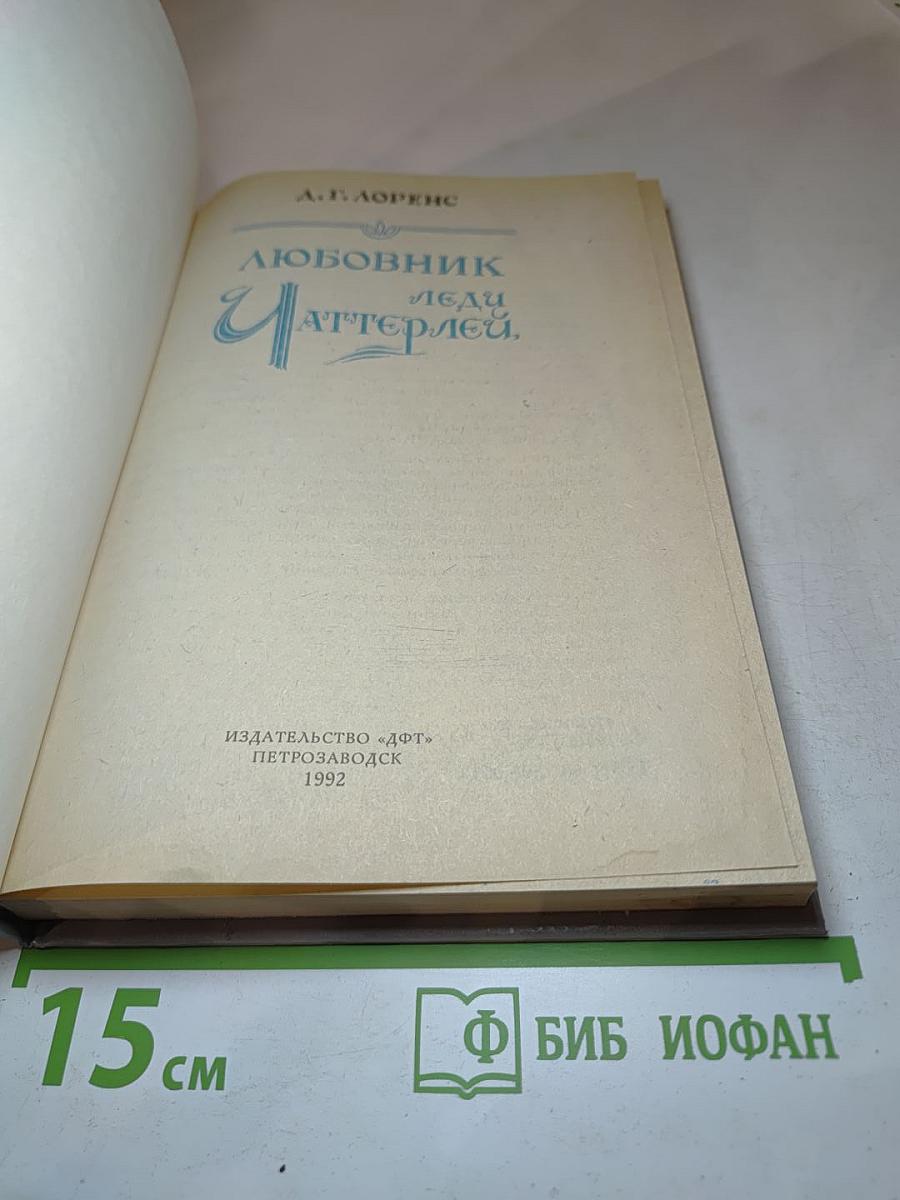 Д. Г. ЛОРЕНС
ЛЮБОВНИК
ЛЕДИ
ЧАТТЕРЛЕЙ
ИЗДАТЕЛЬСТВО «ДФТ»
ПЕТРОЗАВОДСК
1992
15 см
Ф БИБ ИОФАН